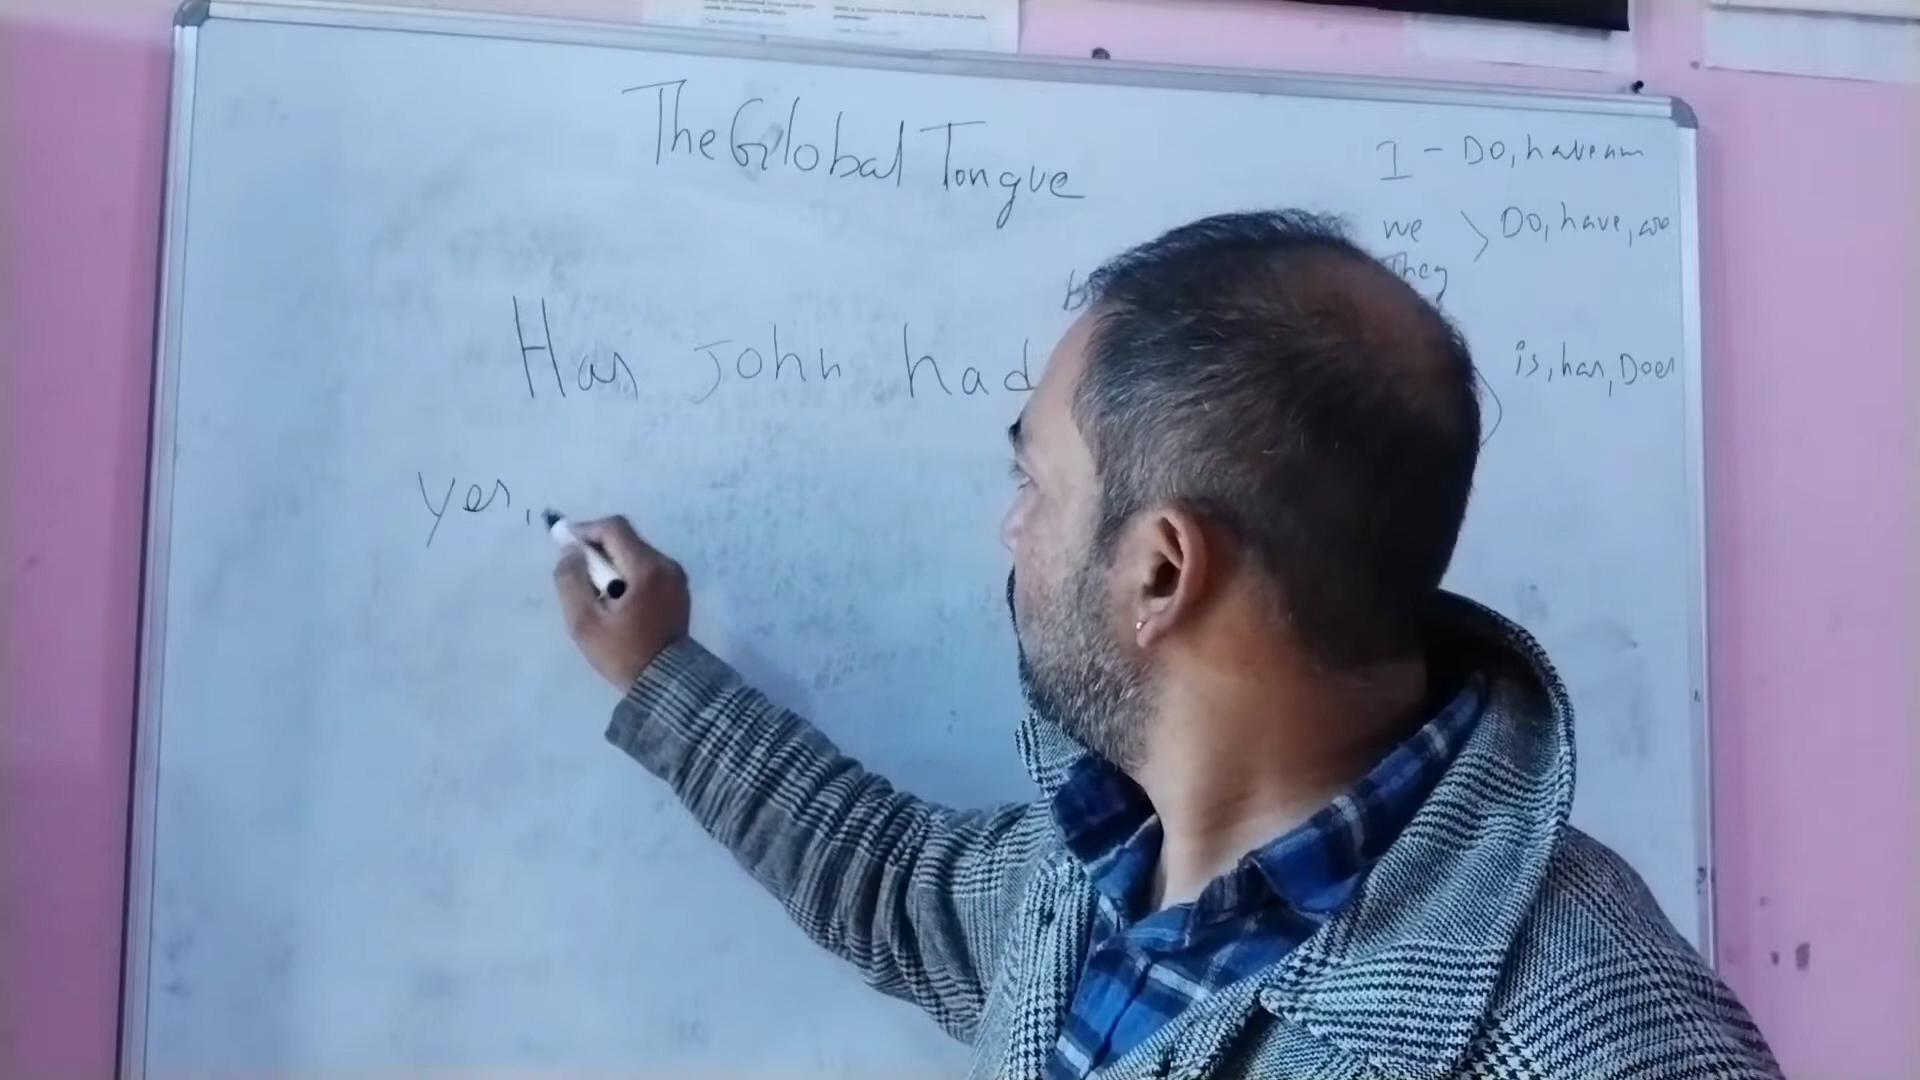 The Global Tongue
I - Do, have am
we > Do, have, are
They
Has john had
is, has, Does
yes,